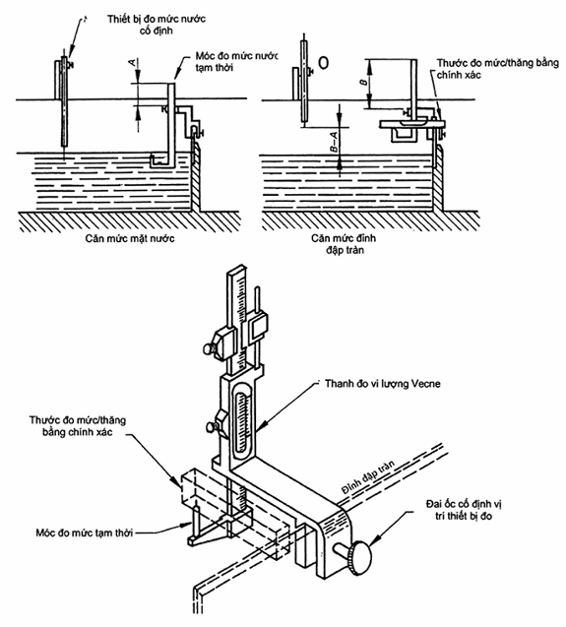 Thiết bị đo mức nước
cố định
Móc đo mức nước
tạm thời
A
Căn mức mặt nước
O
B
B–A
Thước đo mức/thăng bằng
chính xác
Căn mức đỉnh
đập tràn
Thanh đo vi lượng Vecne
Thước đo mức/thăng
bằng chính xác
Đỉnh đập tràn
Móc đo mức tạm thời
Đai ốc cố định vị
trí thiết bị đo